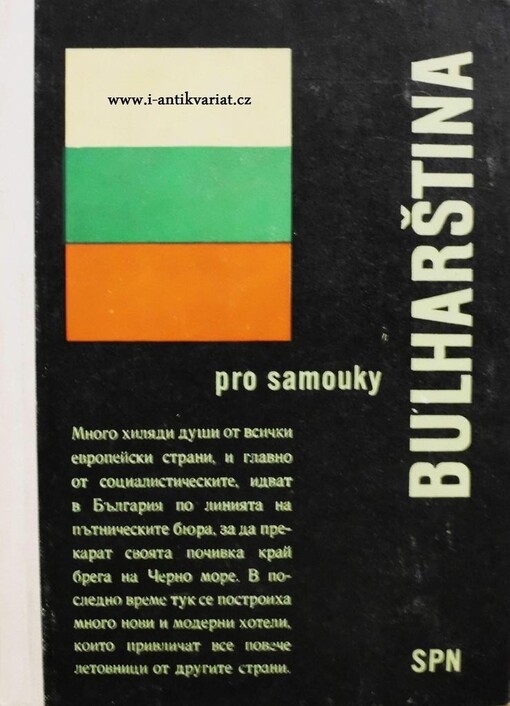 www.i-antikvariat.cz
BULHARŠTINA
pro samouky
Много хиляди души от всички
европейски страни, и главно
от социалистическите, идват
в България по линията на
пътническите бюра, за да пре-
карат своята почивка край
брега на Черно море. В по-
следно време тук се построиха
много нови и модерни хотели,
които привличат все повече
летовници от другите страни.
SPN